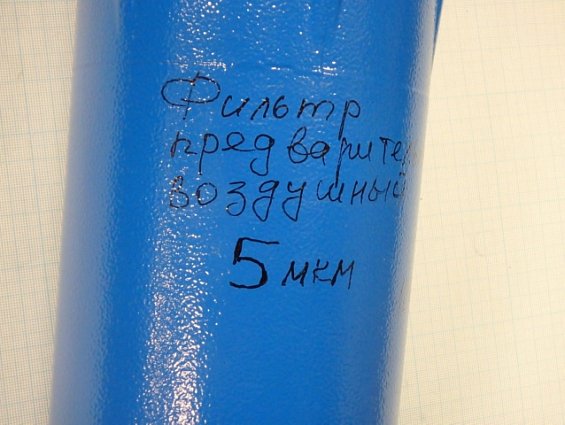 Фильтр
предварител
воздушный
5 мкм